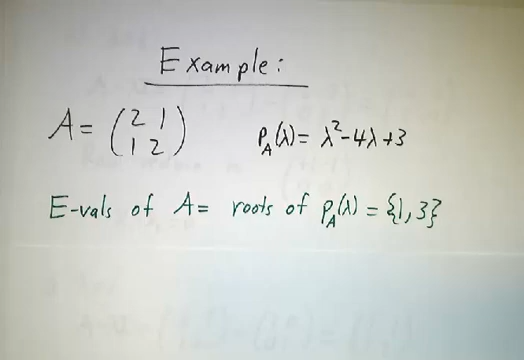 Example:
A = (2 1
1 2) P_A(λ) = λ²-4λ+3
E-vals of A = roots of P_A(λ) = {1, 3}